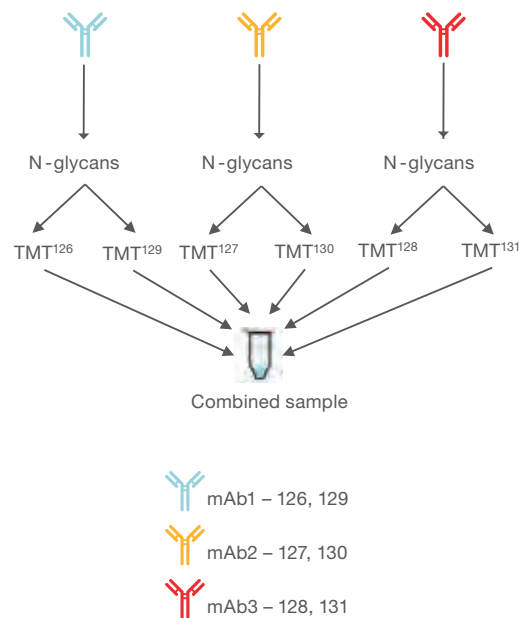 N-glycans N-glycans N-glycans
TMT¹²⁶ TMT¹²⁹ TMT¹²⁷ TMT¹³⁰ TMT¹²⁸ TMT¹³¹
Combined sample
mAb1 – 126, 129
mAb2 – 127, 130
mAb3 – 128, 131